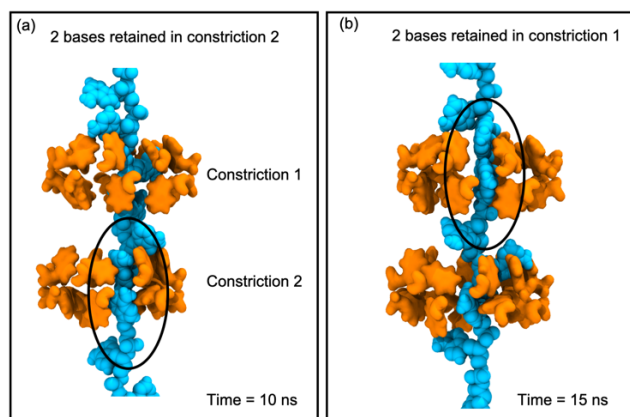 (a)
2 bases retained in constriction 2
Constriction 1
Constriction 2
Time = 10 ns
(b)
2 bases retained in constriction 1
Time = 15 ns